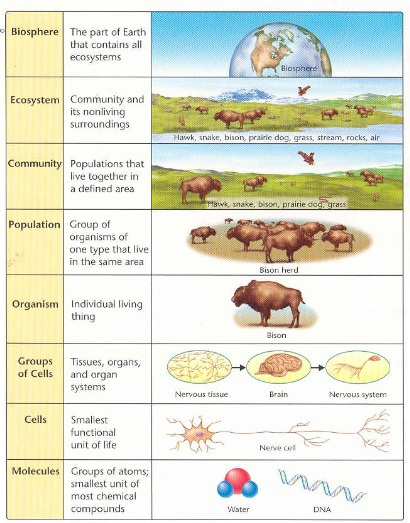 Biosphere
The part of Earth
that contains all
ecosystems
Biosphere
Ecosystem
Community and
its nonliving
surroundings
Hawk, snake, bison, prairie dog, grass, stream, rocks, air
Community
Populations that
live together in
a defined area
Hawk, snake, bison, prairie dog, grass
Population
Group of
organisms of
one type that live
in the same area
Bison herd
Organism
Individual living
thing
Bison
Groups
of Cells
Tissues, organs,
and organ
systems
Nervous tissue
Brain
Nervous system
Cells
Smallest
functional
unit of life
Nerve cell
Molecules
Groups of atoms;
smallest unit of
most chemical
compounds
Water
DNA